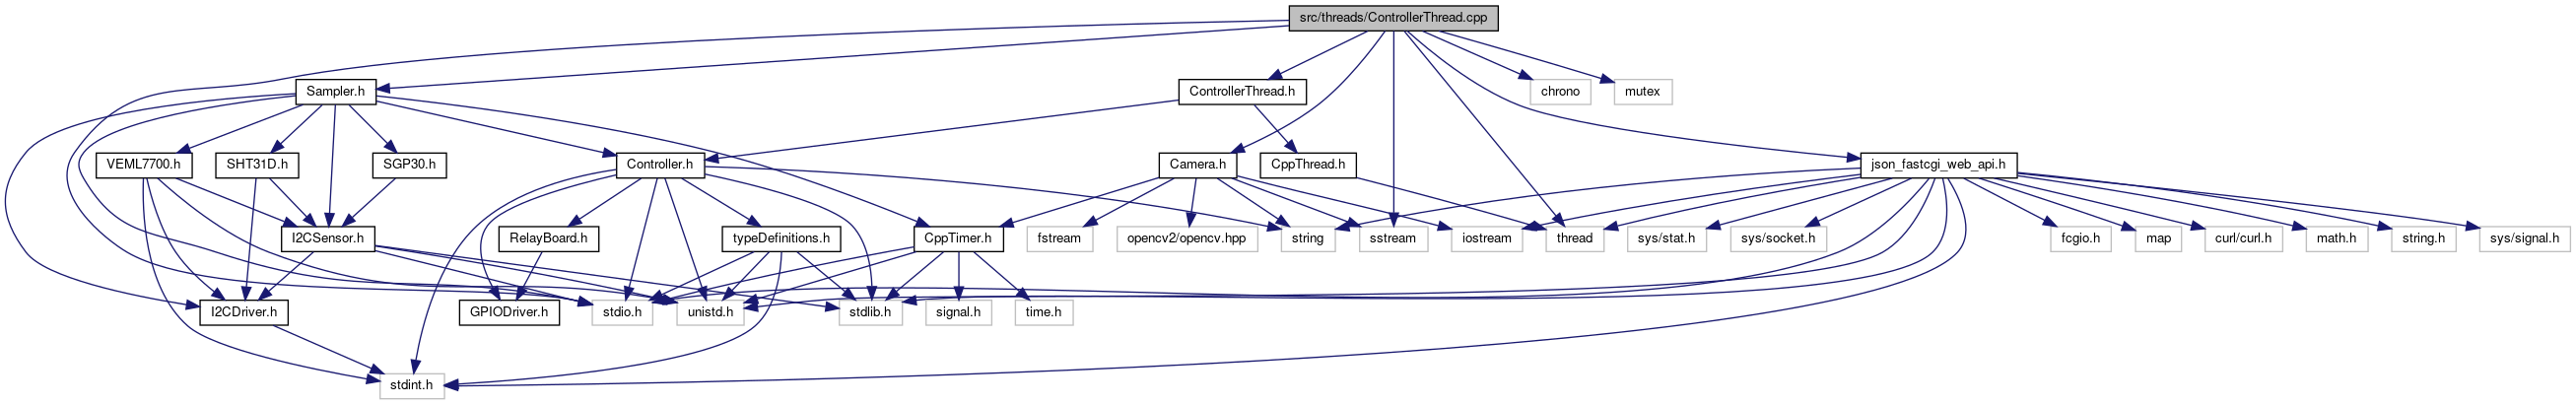 src/threads/ControllerThread.cpp
Sampler.h
ControllerThread.h
chrono
mutex
VEML7700.h
SHT31D.h
SGP30.h
Controller.h
Camera.h
CppThread.h
json_fastcgi_web_api.h
I2CSensor.h
RelayBoard.h
typeDefinitions.h
CppTimer.h
fstream
opencv2/opencv.hpp
string
sstream
iostream
thread
sys/stat.h
sys/socket.h
fcgio.h
map
curl/curl.h
math.h
string.h
sys/signal.h
I2CDriver.h
GPIODriver.h
stdio.h
unistd.h
stdlib.h
signal.h
time.h
stdint.h